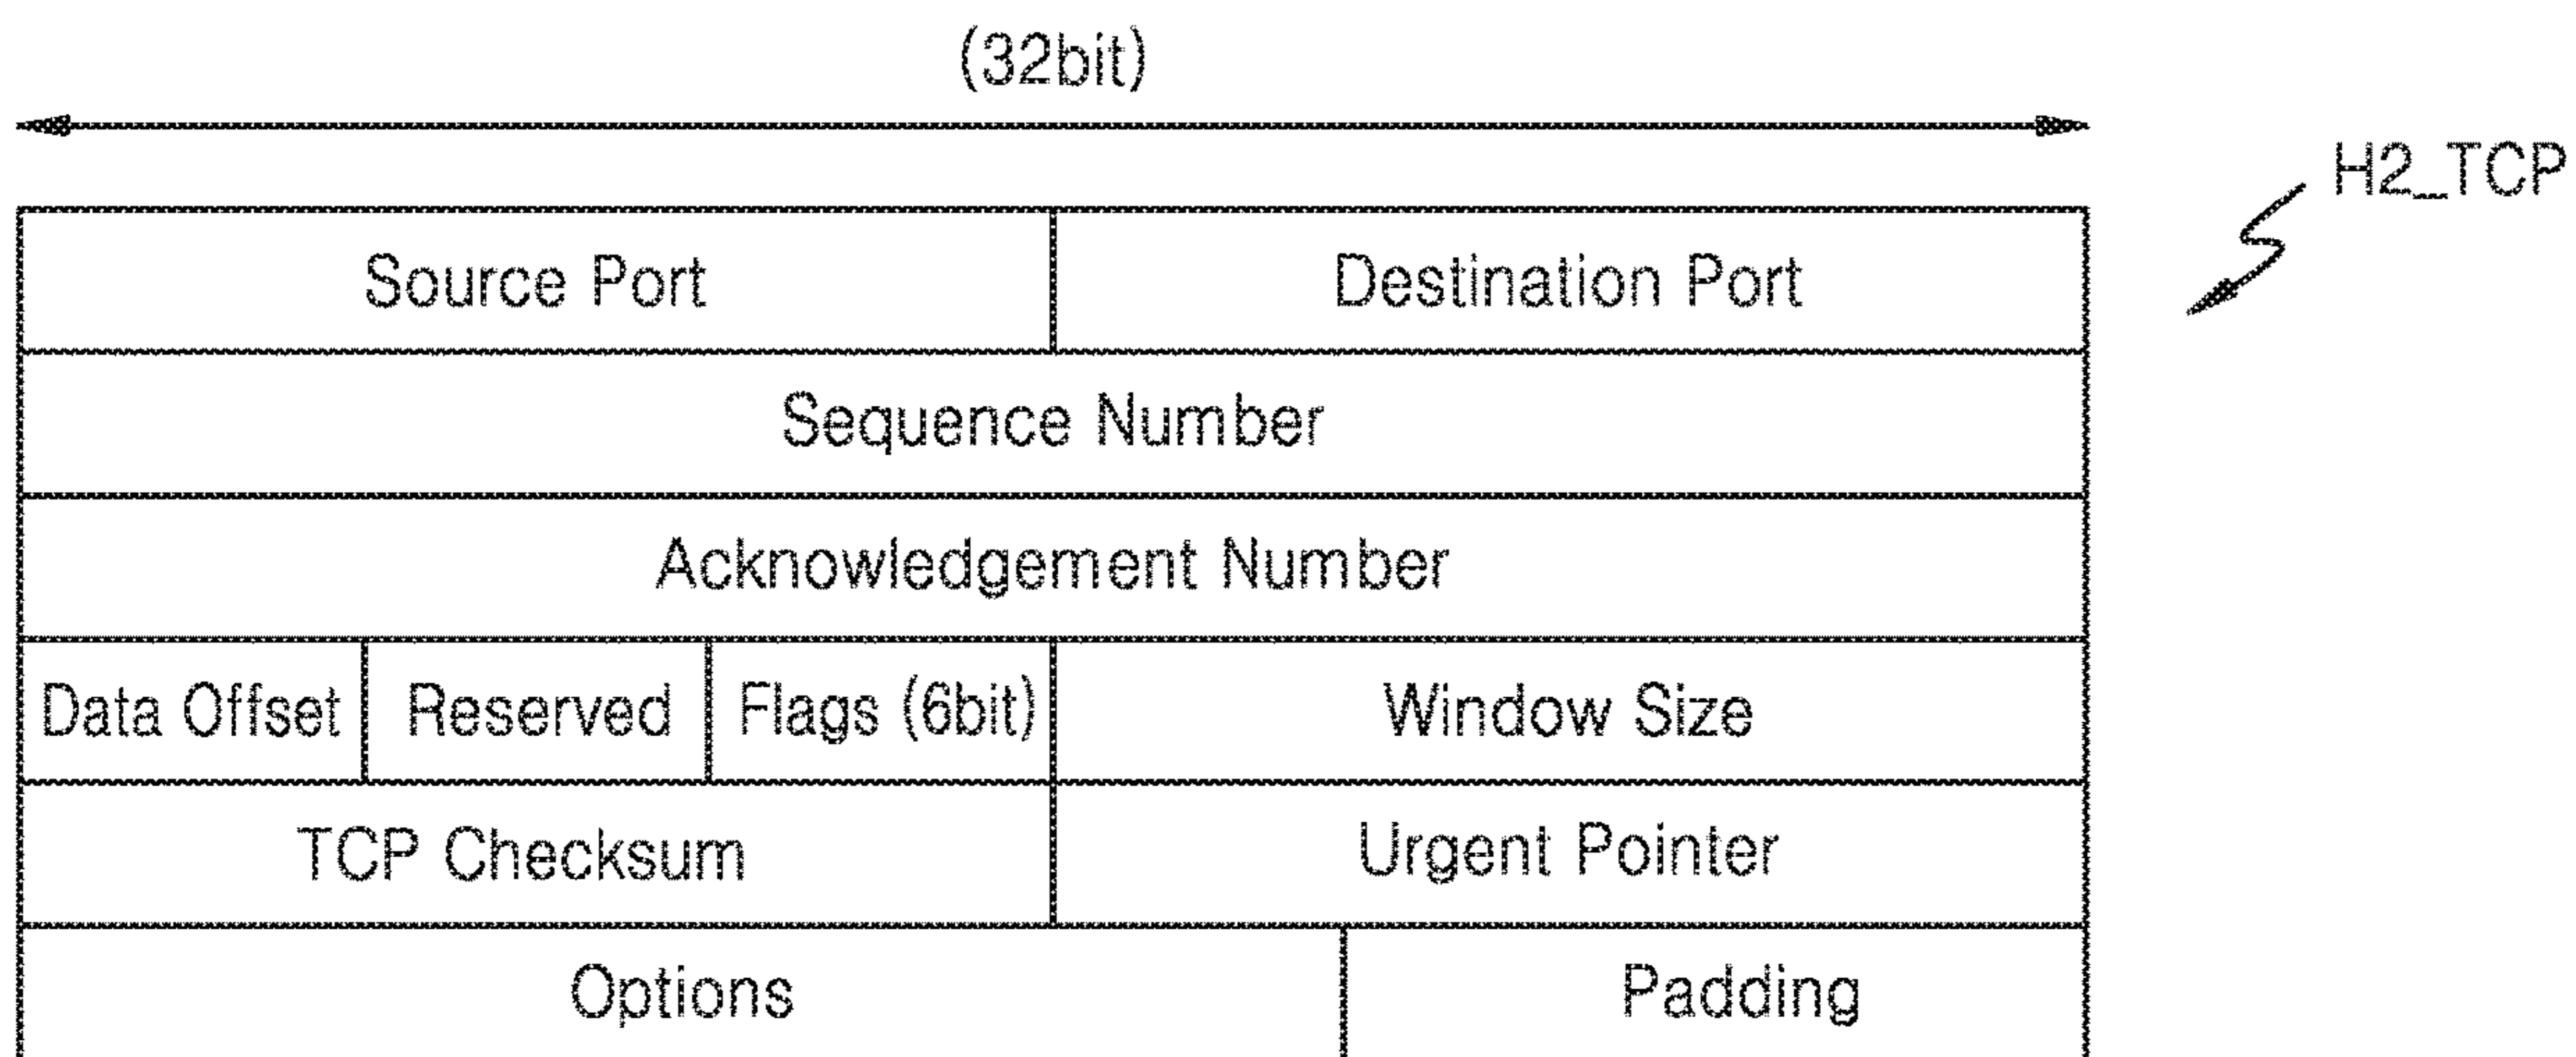 (32bit)
H2_TCP
Source Port Destination Port
Sequence Number
Acknowledgement Number
Data Offset Reserved Flags (6bit) Window Size
TCP Checksum Urgent Pointer
Options Padding